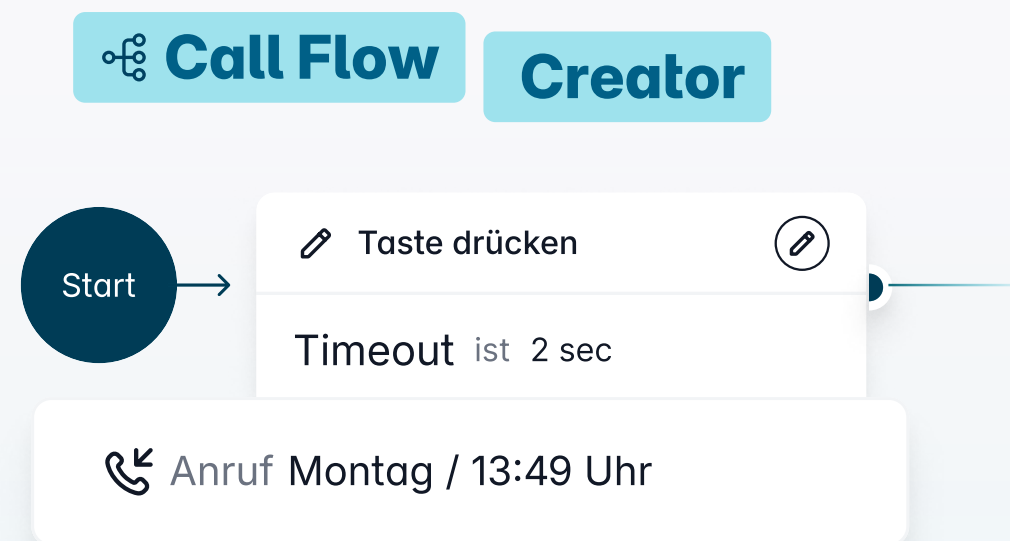 Call Flow Creator
Taste drücken
Start
Timeout ist 2 sec
Anruf Montag / 13:49 Uhr